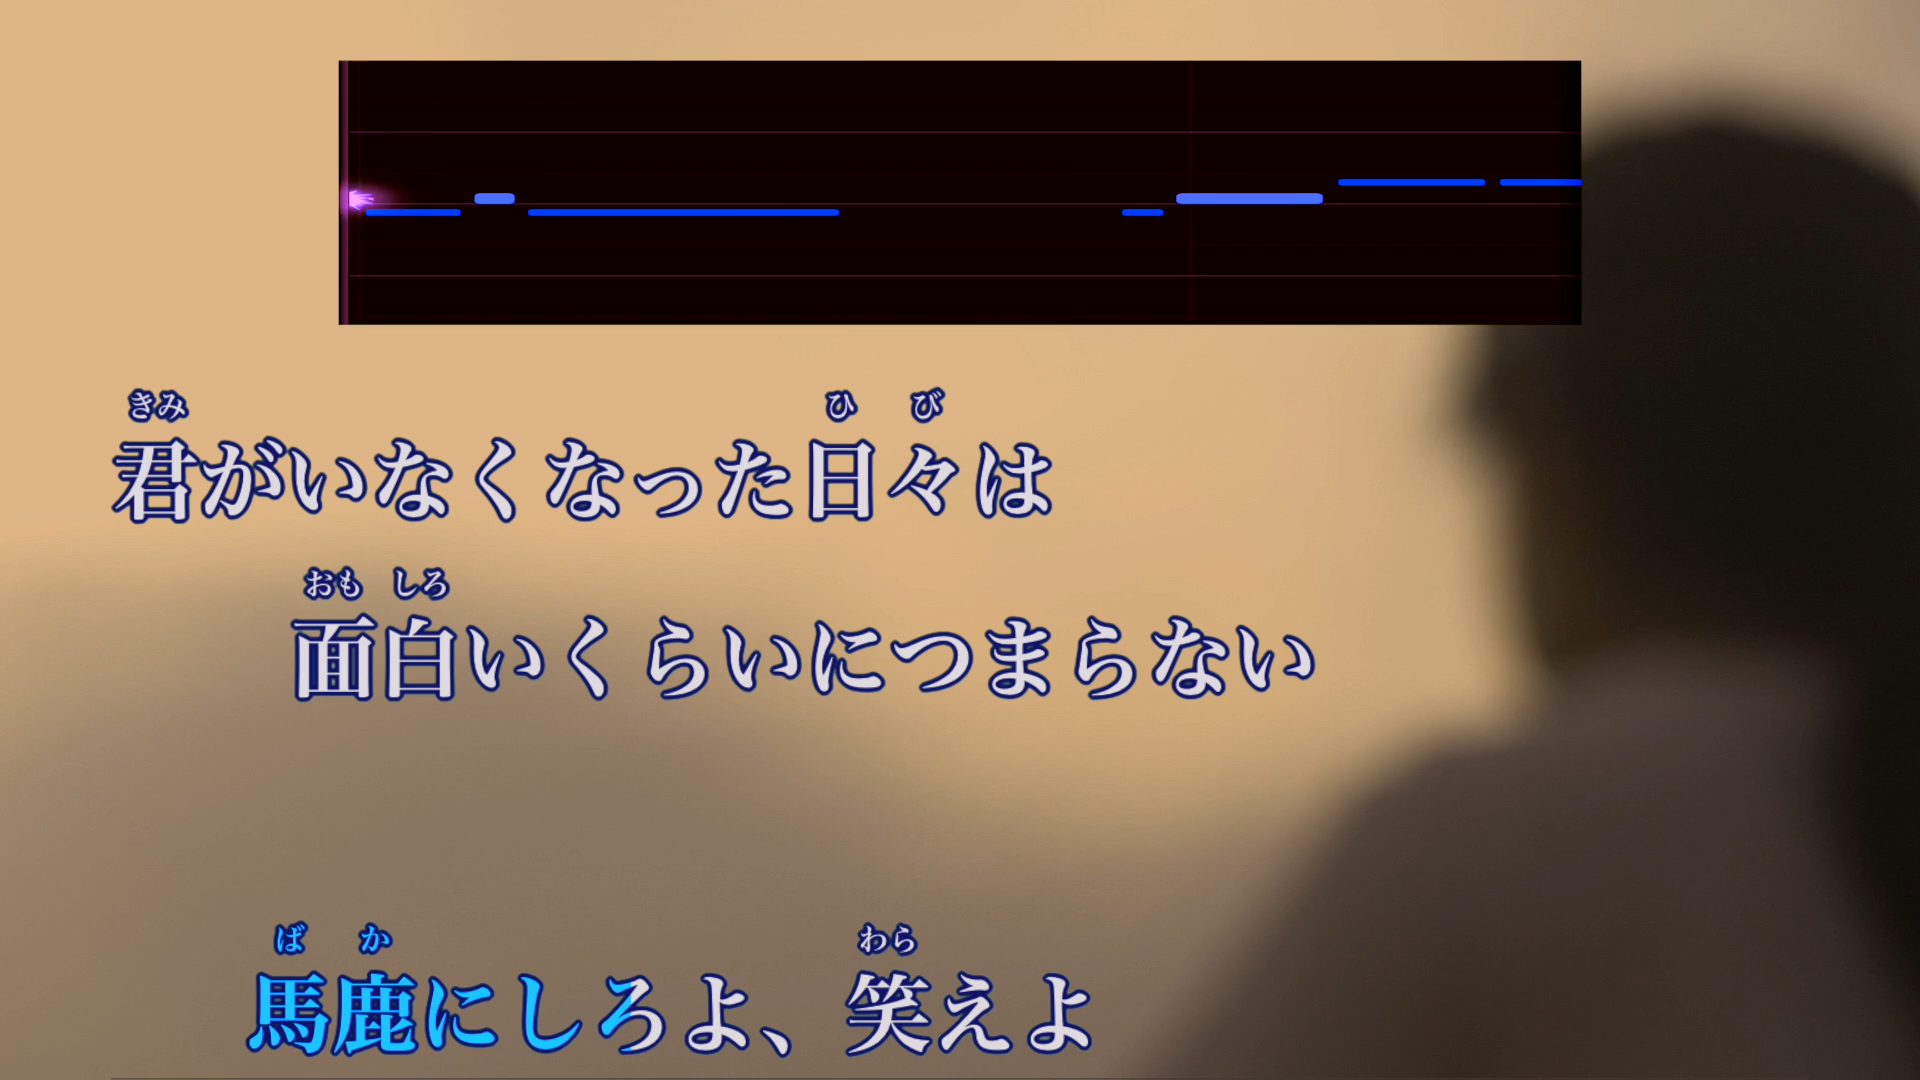 きみ ひ び
君がいなくなった日々は
おも しろ
面白いくらいにつまらない
ば か わら
馬鹿にしろよ、笑えよ